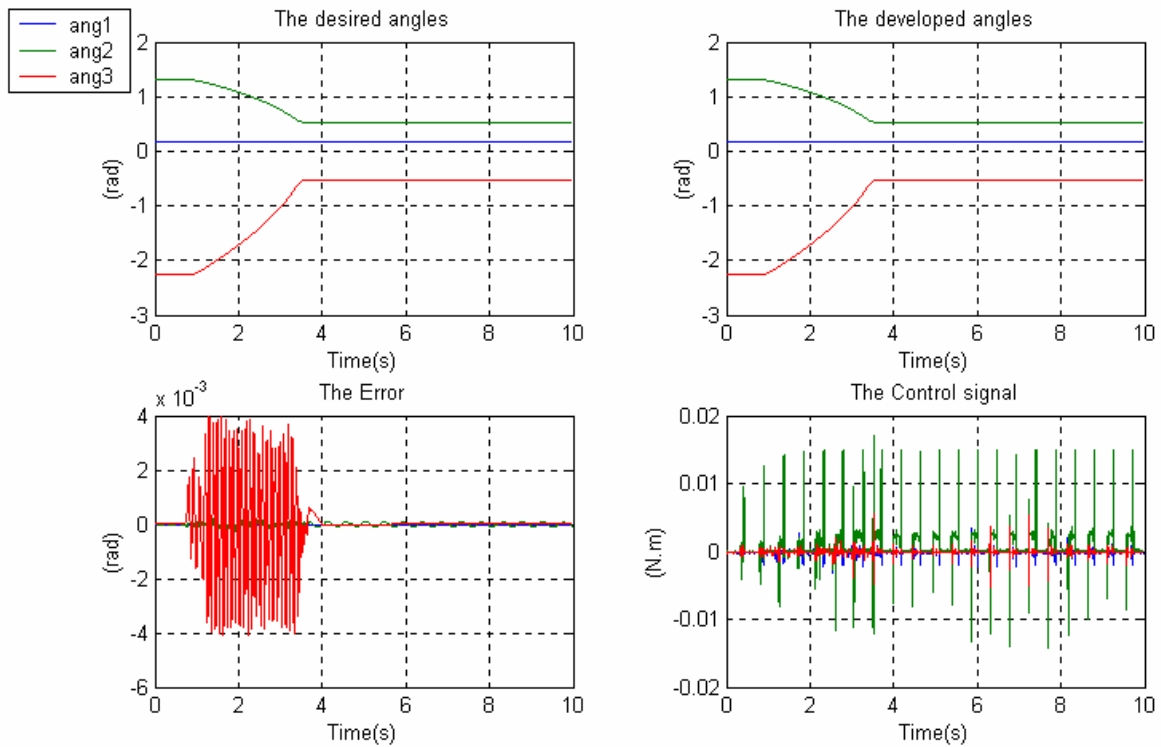 ang1
ang2
ang3
The desired angles
2
1
0
-1
-2
-3
(rad)
0 2 4 6 8 10
Time(s)
The developed angles
2
1
0
-1
-2
-3
(rad)
0 2 4 6 8 10
Time(s)
The Error
x 10^-3
4
2
0
-2
-4
-6
(rad)
0 2 4 6 8 10
Time(s)
The Control signal
0.02
0.01
0
-0.01
-0.02
(N.m)
0 2 4 6 8 10
Time(s)